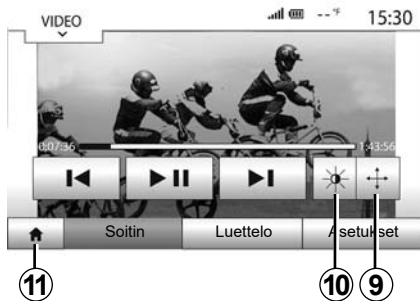 VIDEO
--°F
15:30
0:07:36
1:43:56
Soitin
Luettelo
Asetukset
11
10
9